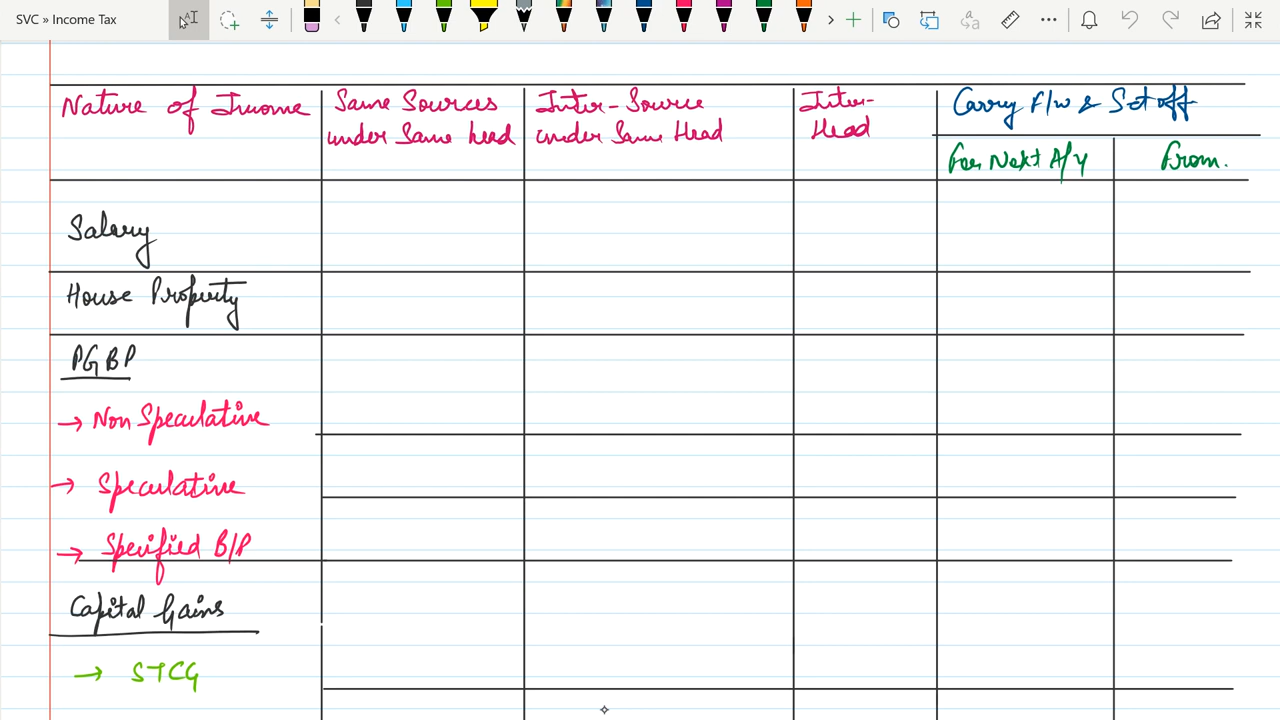 SVC » Income Tax
Nature of Income
Same Sources under Same head
Inter-Source under Same Head
Inter-Head
Carry F/w & Set off
For Next A/Y
From.
Salary
House Property
PGBP
→ Non Speculative
→ Speculative
→ Specified B/P
Capital Gains
→ STCG